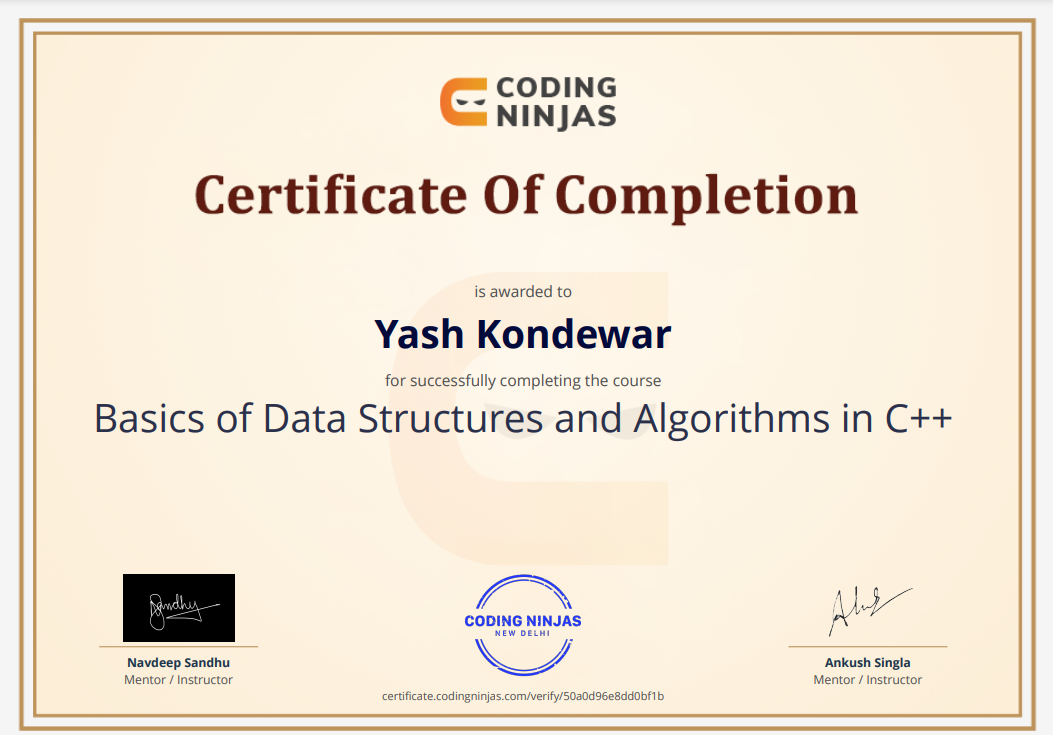 CODING
NINJAS
Certificate Of Completion
is awarded to
Yash Kondewar
for successfully completing the course
Basics of Data Structures and Algorithms in C++
Sandhu
CODING NINJAS
NEW DELHI
Navdeep Sandhu
Mentor / Instructor
Ankush Singla
Mentor / Instructor
certificate.codingninjas.com/verify/50a0d96e8dd0bf1b